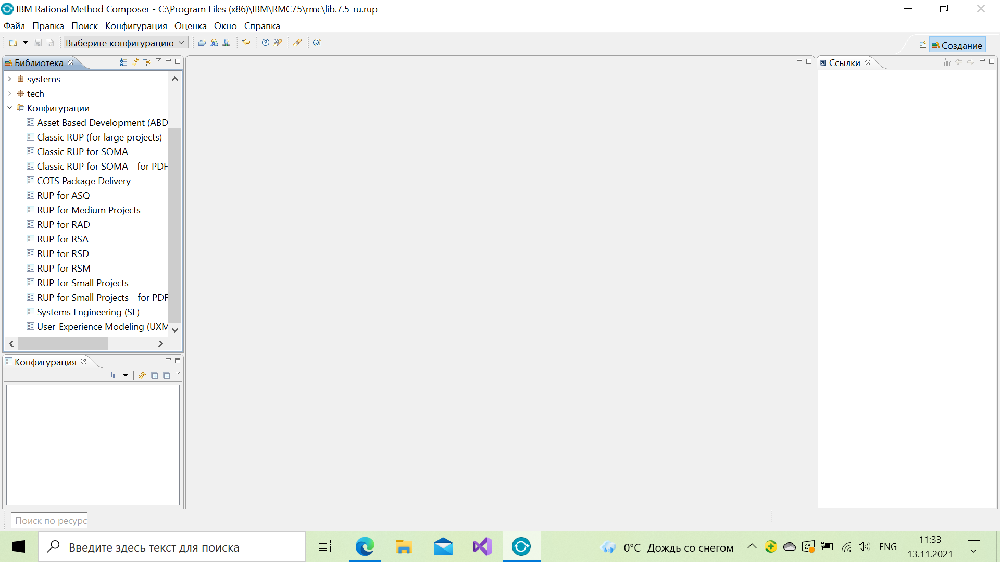 IBM Rational Method Composer - C:\Program Files (x86)\IBM\RMC75\rmc\lib.7.5_ru.rup
Файл Правка Поиск Конфигурация Оценка Окно Справка
Выберите конфигурацию
Создание
Библиотека
systems
tech
Конфигурации
Asset Based Development (ABD
Classic RUP (for large projects)
Classic RUP for SOMA
Classic RUP for SOMA - for PDF
COTS Package Delivery
RUP for ASQ
RUP for Medium Projects
RUP for RAD
RUP for RSA
RUP for RSD
RUP for RSM
RUP for Small Projects
RUP for Small Projects - for PDF
Systems Engineering (SE)
User-Experience Modeling (UXM
Конфигурация
Ссылки
Поиск по ресурс
Введите здесь текст для поиска
0°C Дождь со снегом
ENG
11:33
13.11.2021